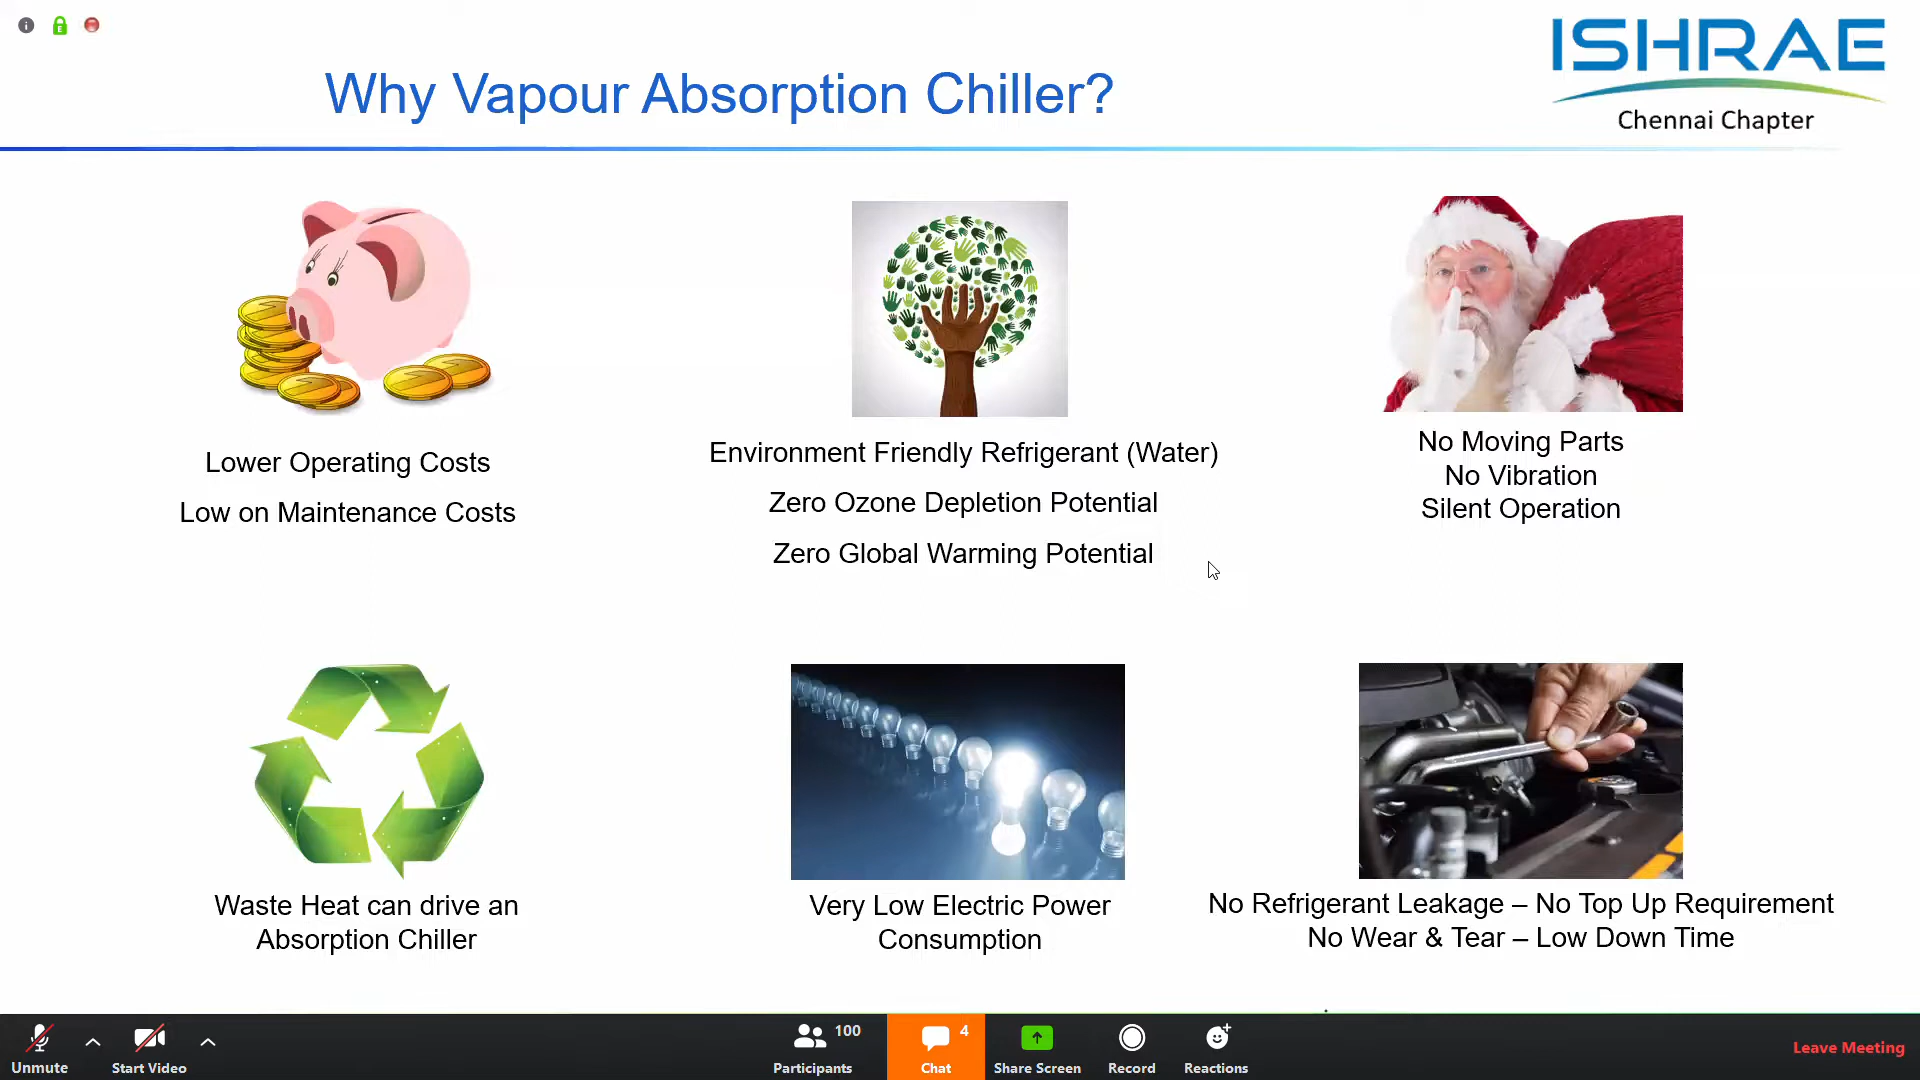 Why Vapour Absorption Chiller?
ISHRAE
Chennai Chapter
Lower Operating Costs
Low on Maintenance Costs
Environment Friendly Refrigerant (Water)
Zero Ozone Depletion Potential
Zero Global Warming Potential
No Moving Parts
No Vibration
Silent Operation
Waste Heat can drive an
Absorption Chiller
Very Low Electric Power
Consumption
No Refrigerant Leakage – No Top Up Requirement
No Wear & Tear – Low Down Time
Unmute
Start Video
100
Participants
4
Chat
Share Screen
Record
Reactions
Leave Meeting